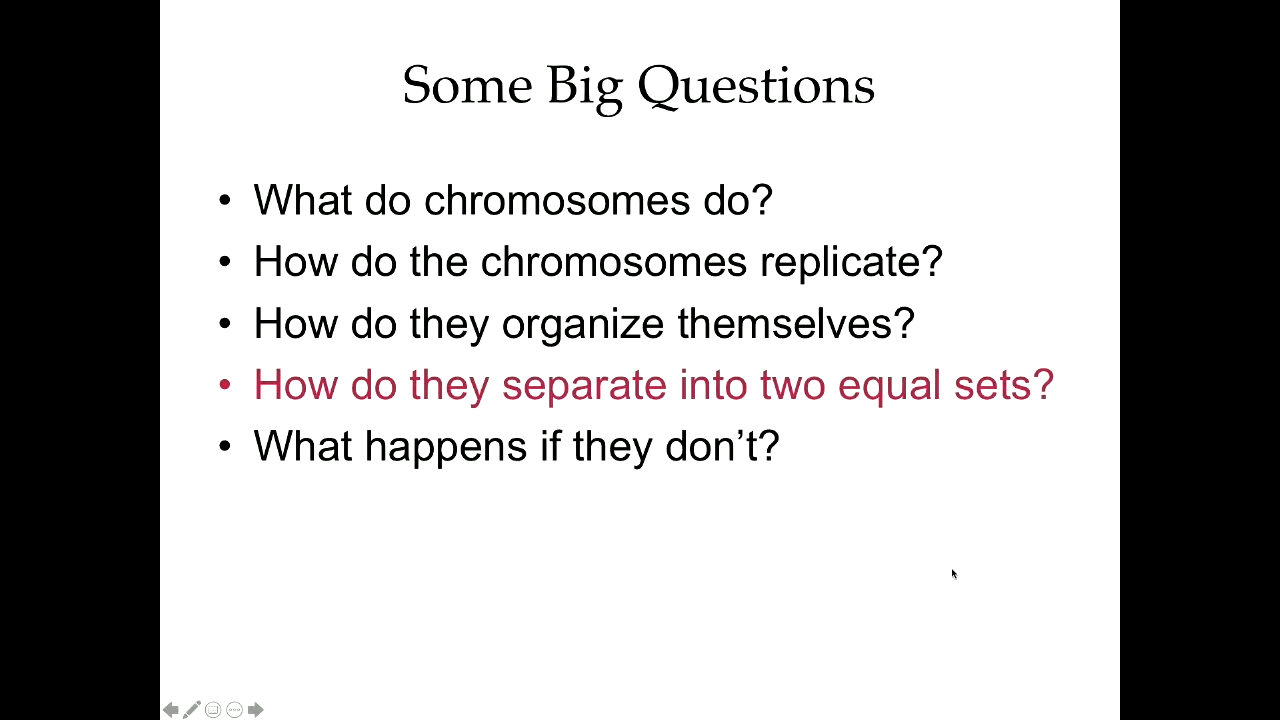 Some Big Questions
• What do chromosomes do?
• How do the chromosomes replicate?
• How do they organize themselves?
• How do they separate into two equal sets?
• What happens if they don’t?